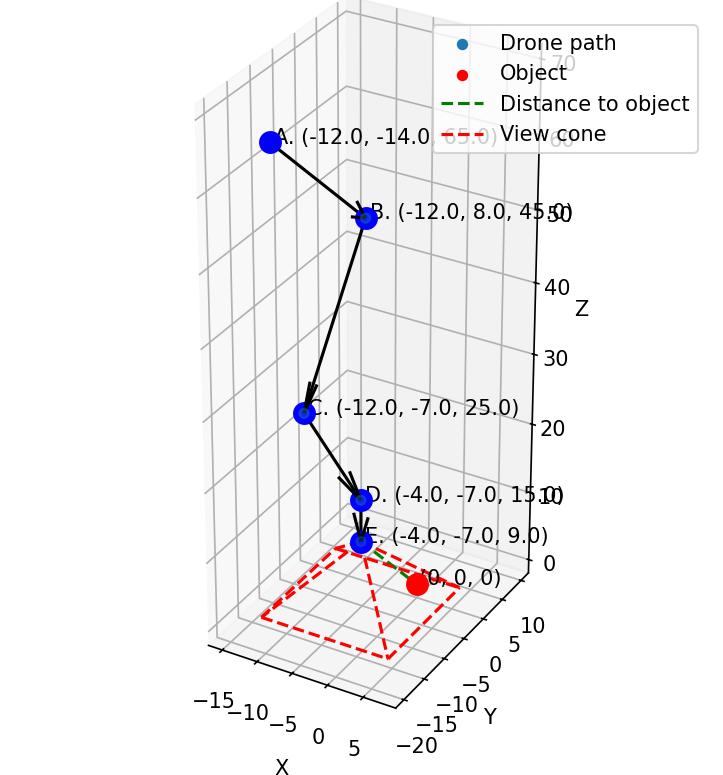 Drone path
Object
Distance to object
View cone
70
60
A. (-12.0, -14.0, 65.0)
B. (-12.0, 8.0, 45.0)
50
40
Z
30
C. (-12.0, -7.0, 25.0)
20
D. (-4.0, -7.0, 15.0)
10
E. (-4.0, -7.0, 9.0)
0
(0, 0, 0)
10
5
0
−5
−10
−15
−20
Y
−15
−10
−5
0
5
X